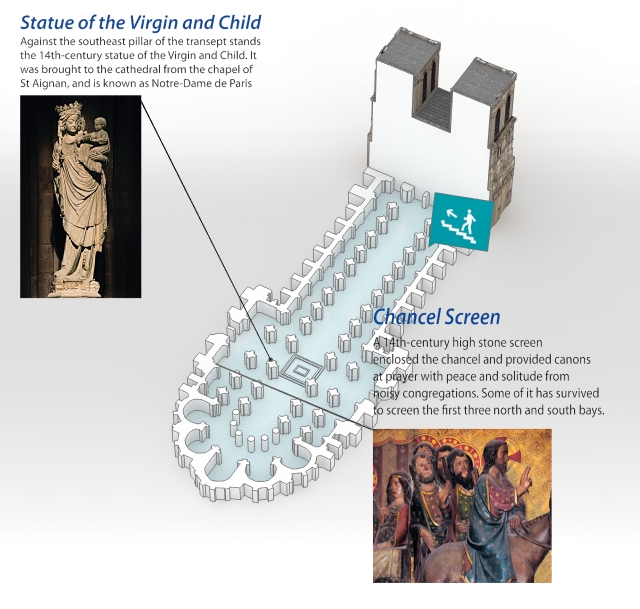 Statue of the Virgin and Child
Against the southeast pillar of the transept stands
the 14th-century statue of the Virgin and Child. It
was brought to the cathedral from the chapel of
St Aignan, and is known as Notre-Dame de Paris
Chancel Screen
A 14th-century high stone screen
enclosed the chancel and provided canons
at prayer with peace and solitude from
noisy congregations. Some of it has survived
to screen the first three north and south bays.